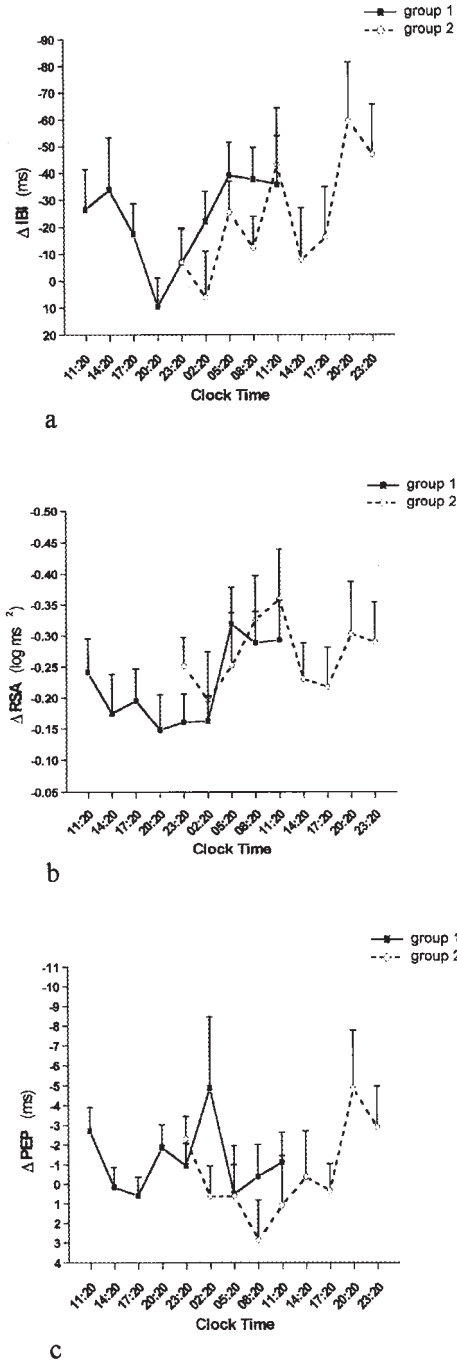 group 1
group 2
-90
-80
-70
-60
-50
-40
-30
-20
-10
0
10
20
Δ IBI (ms)
11:20 14:20 17:20 20:20 23:20 02:20 05:20 08:20 11:20 14:20 17:20 20:20 23:20
Clock Time
a
group 1
group 2
-0.50
-0.45
-0.40
-0.35
-0.30
-0.25
-0.20
-0.15
-0.10
-0.05
Δ RSA (log ms²)
11:20 14:20 17:20 20:20 23:20 02:20 05:20 08:20 11:20 14:20 17:20 20:20 23:20
Clock Time
b
group 1
group 2
-11
-10
-9
-8
-7
-6
-5
-4
-3
-2
-1
0
1
2
3
4
Δ PEP (ms)
11:20 14:20 17:20 20:20 23:20 02:20 05:20 08:20 11:20 14:20 17:20 20:20 23:20
Clock Time
c